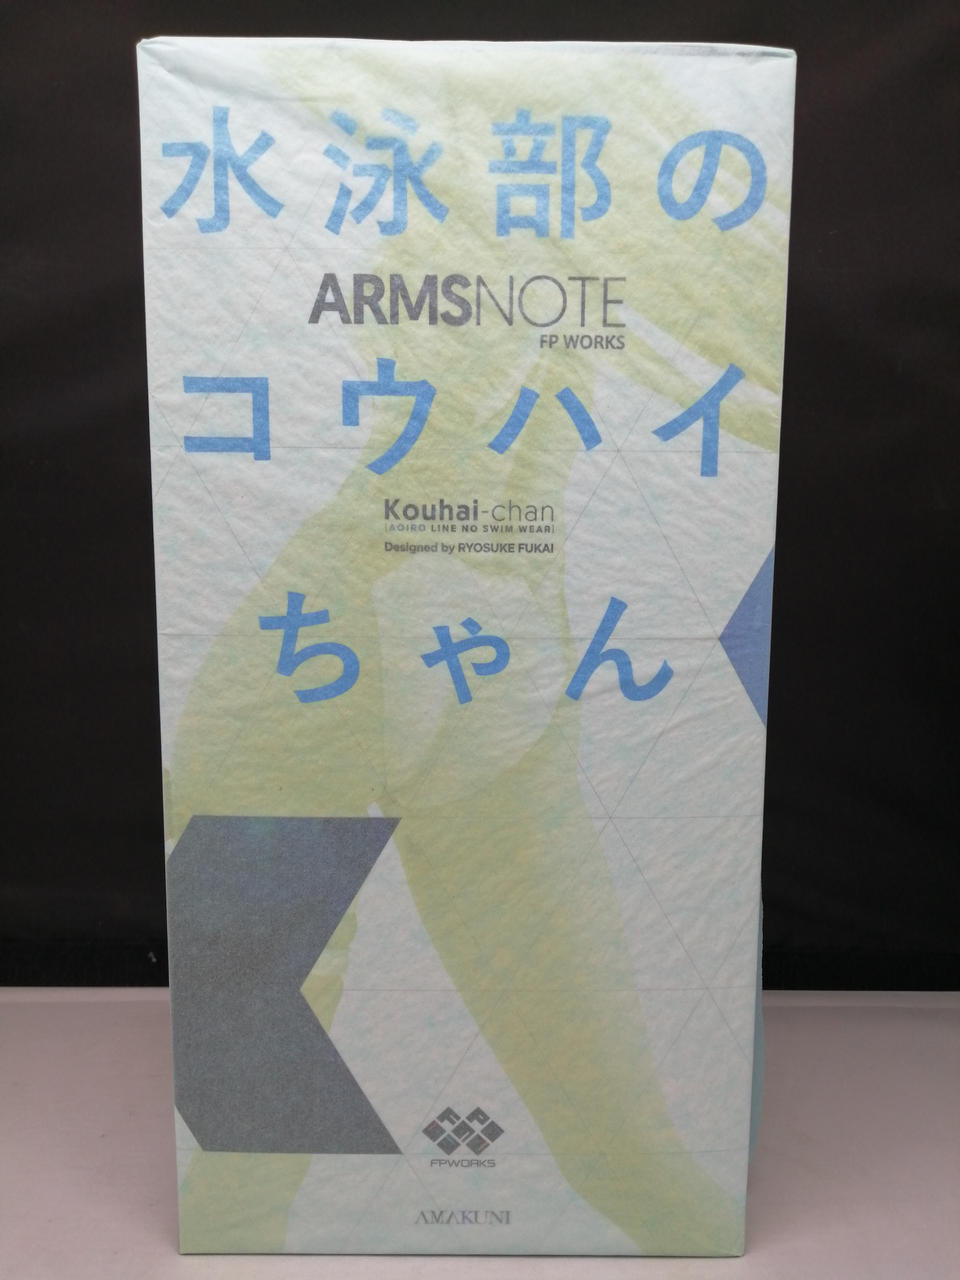 水泳部の
ARMSNOTE
FP WORKS
コウハイ
Kouhai-chan
[AOIRO LINE NO SWIM WEAR]
Designed by RYOSUKE FUKAI
ちゃん
FPWORKS
AMAKUNI